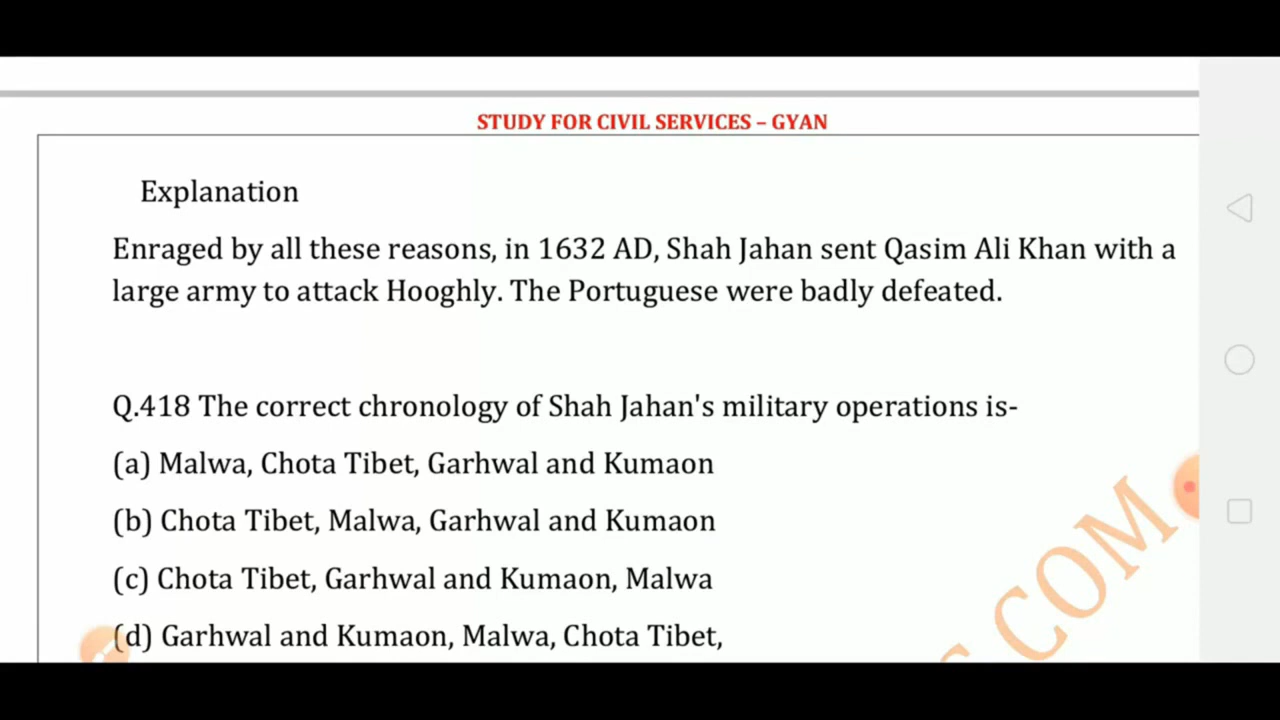 STUDY FOR CIVIL SERVICES – GYAN
Explanation
Enraged by all these reasons, in 1632 AD, Shah Jahan sent Qasim Ali Khan with a
large army to attack Hooghly. The Portuguese were badly defeated.
Q.418 The correct chronology of Shah Jahan's military operations is-
(a) Malwa, Chota Tibet, Garhwal and Kumaon
(b) Chota Tibet, Malwa, Garhwal and Kumaon
(c) Chota Tibet, Garhwal and Kumaon, Malwa
(d) Garhwal and Kumaon, Malwa, Chota Tibet,
.COM